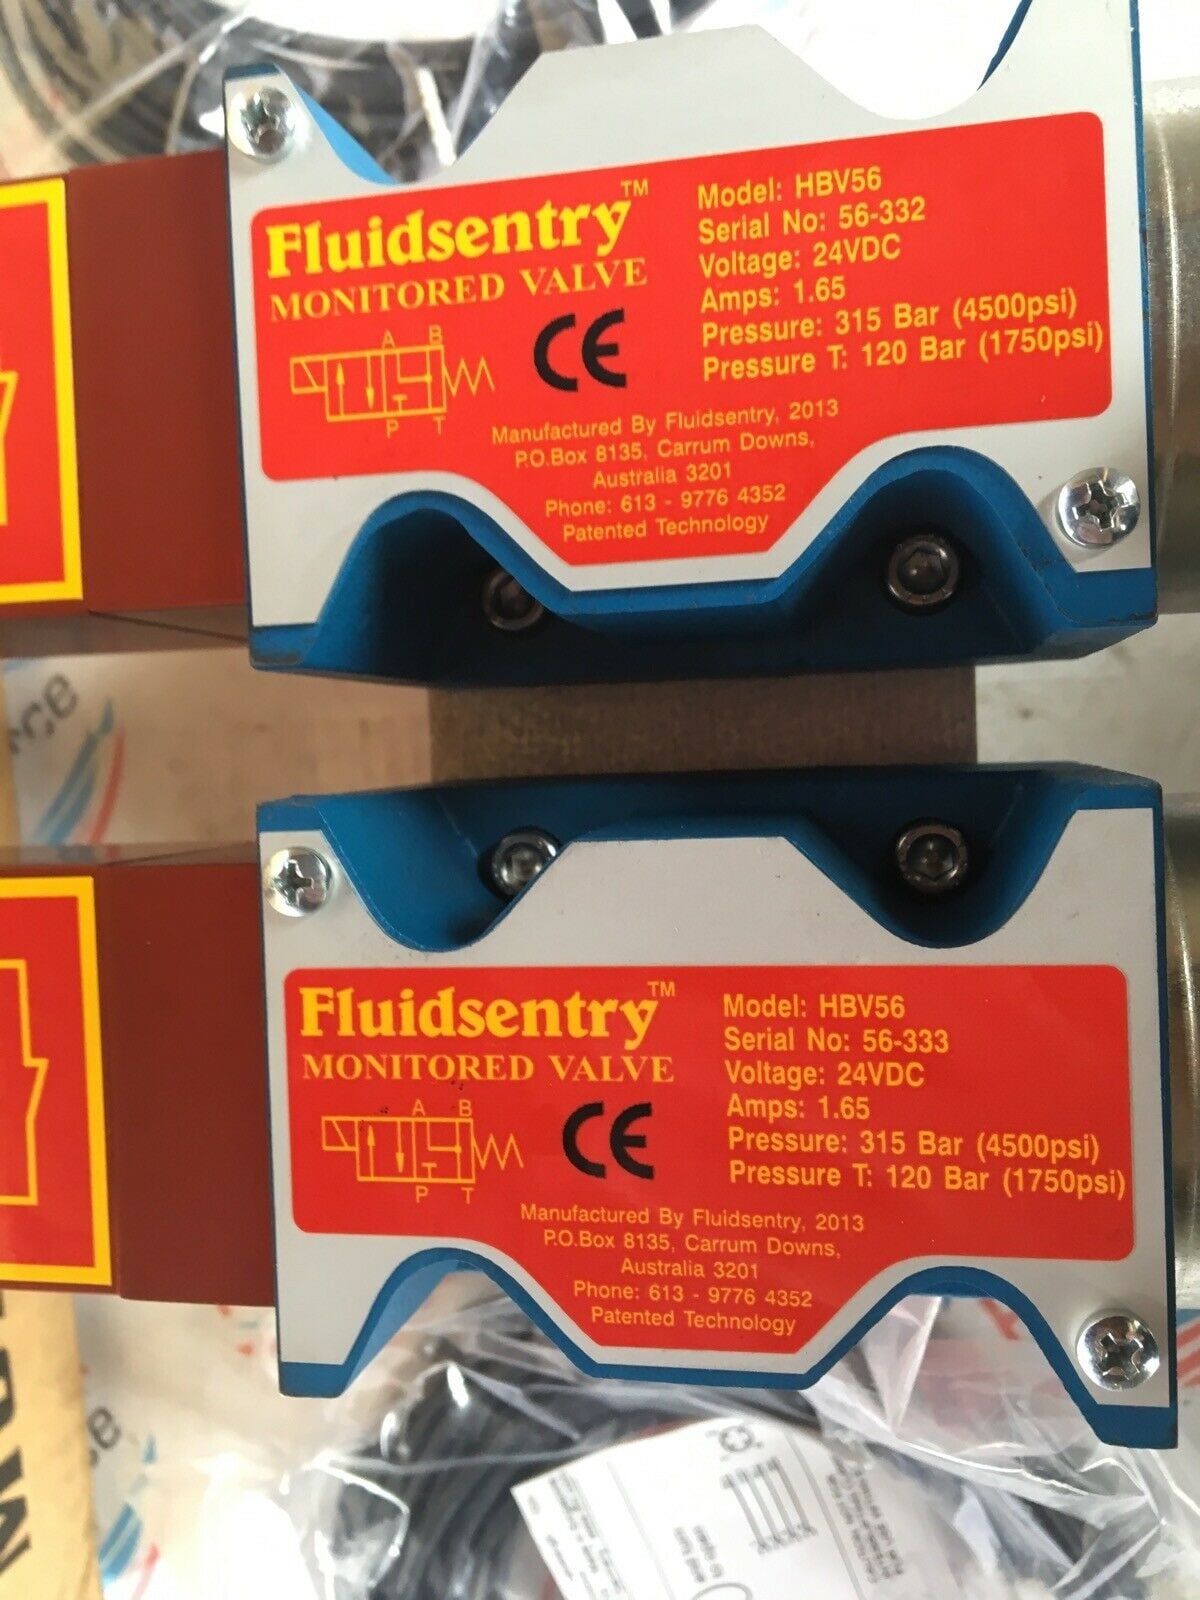 Fluidsentry™
MONITORED VALVE
A B
P T
CE
Model: HBV56
Serial No: 56-332
Voltage: 24VDC
Amps: 1.65
Pressure: 315 Bar (4500psi)
Pressure T: 120 Bar (1750psi)
Manufactured By Fluidsentry, 2013
P.O.Box 8135, Carrum Downs,
Australia 3201
Phone: 613 - 9776 4352
Patented Technology
Fluidsentry™
MONITORED VALVE
A B
P T
CE
Model: HBV56
Serial No: 56-333
Voltage: 24VDC
Amps: 1.65
Pressure: 315 Bar (4500psi)
Pressure T: 120 Bar (1750psi)
Manufactured By Fluidsentry, 2013
P.O.Box 8135, Carrum Downs,
Australia 3201
Phone: 613 - 9776 4352
Patented Technology